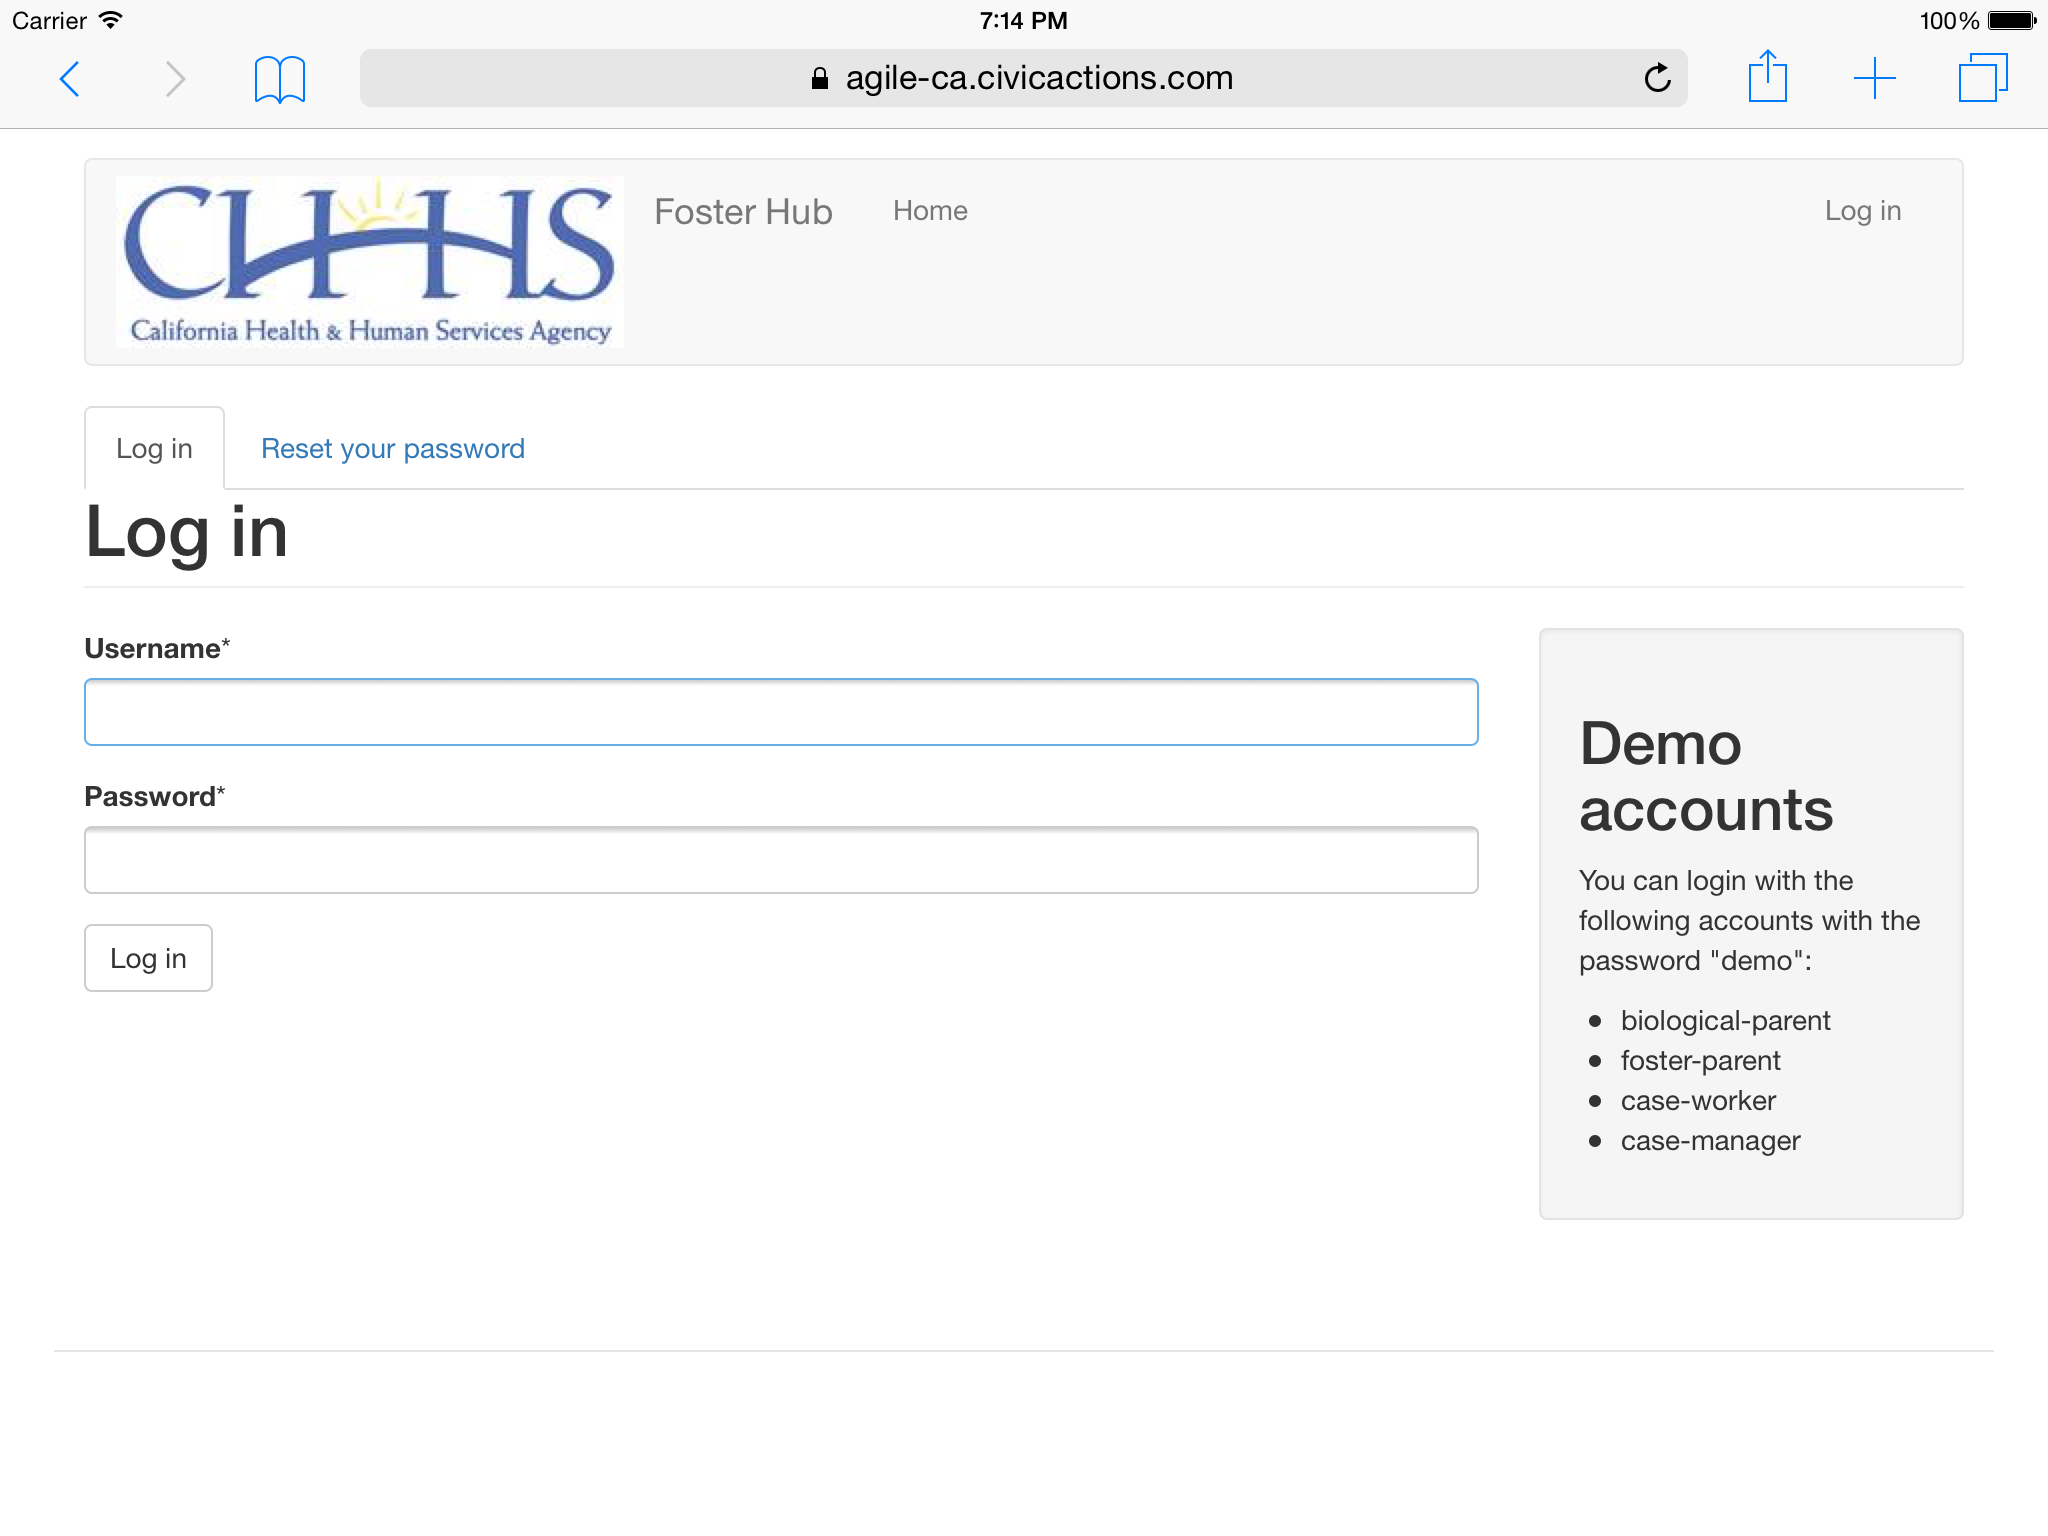 Carrier
7:14 PM
100%
agile-ca.civicactions.com
CHHS
California Health & Human Services Agency
Foster Hub
Home
Log in
Log in
Reset your password
Log in
Username*
Password*
Log in
Demo
accounts
You can login with the
following accounts with the
password "demo":
biological-parent
foster-parent
case-worker
case-manager